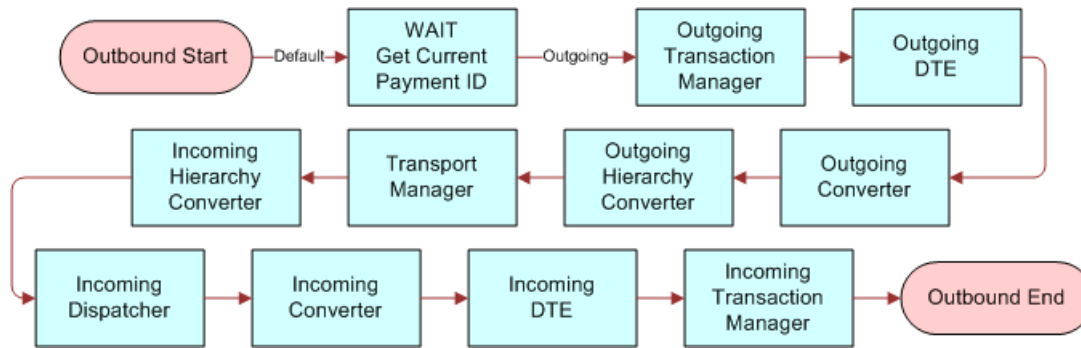 Outbound Start
Default
WAIT
Get Current
Payment ID
Outgoing
Outgoing
Transaction
Manager
Outgoing
DTE
Incoming
Hierarchy
Converter
Transport
Manager
Outgoing
Hierarchy
Converter
Outgoing
Converter
Incoming
Dispatcher
Incoming
Converter
Incoming
DTE
Incoming
Transaction
Manager
Outbound End